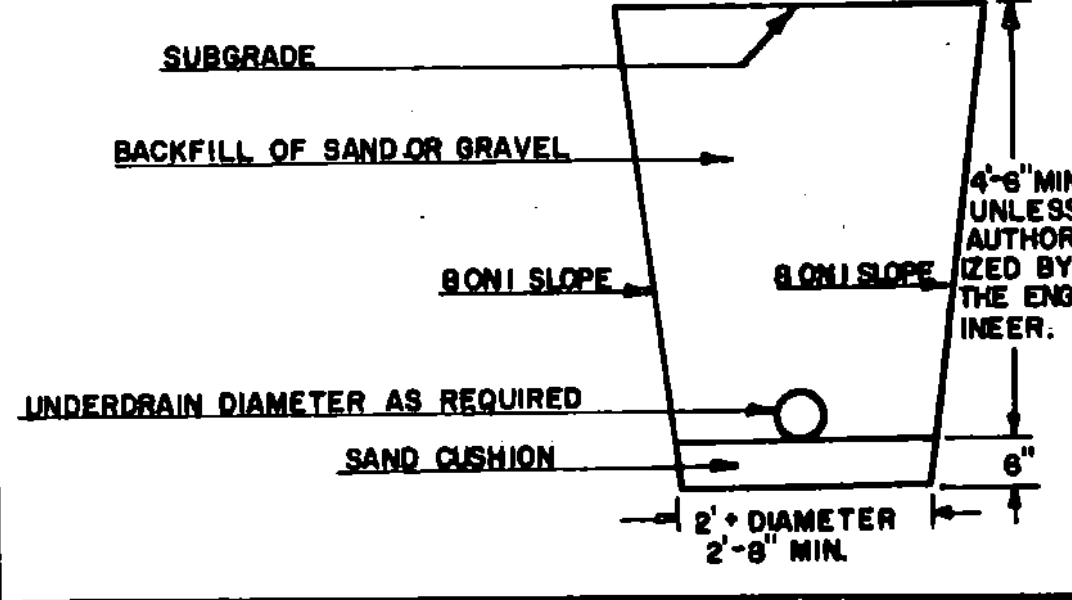 SUBGRADE
BACKFILL OF SAND OR GRAVEL
4'-6" MIN
UNLESS
AUTHOR
IZED BY
THE ENG
INEER.
8 ON 1 SLOPE
8 ON 1 SLOPE
UNDERDRAIN DIAMETER AS REQUIRED
SAND CUSHION
6"
2' + DIAMETER
2'-8" MIN.